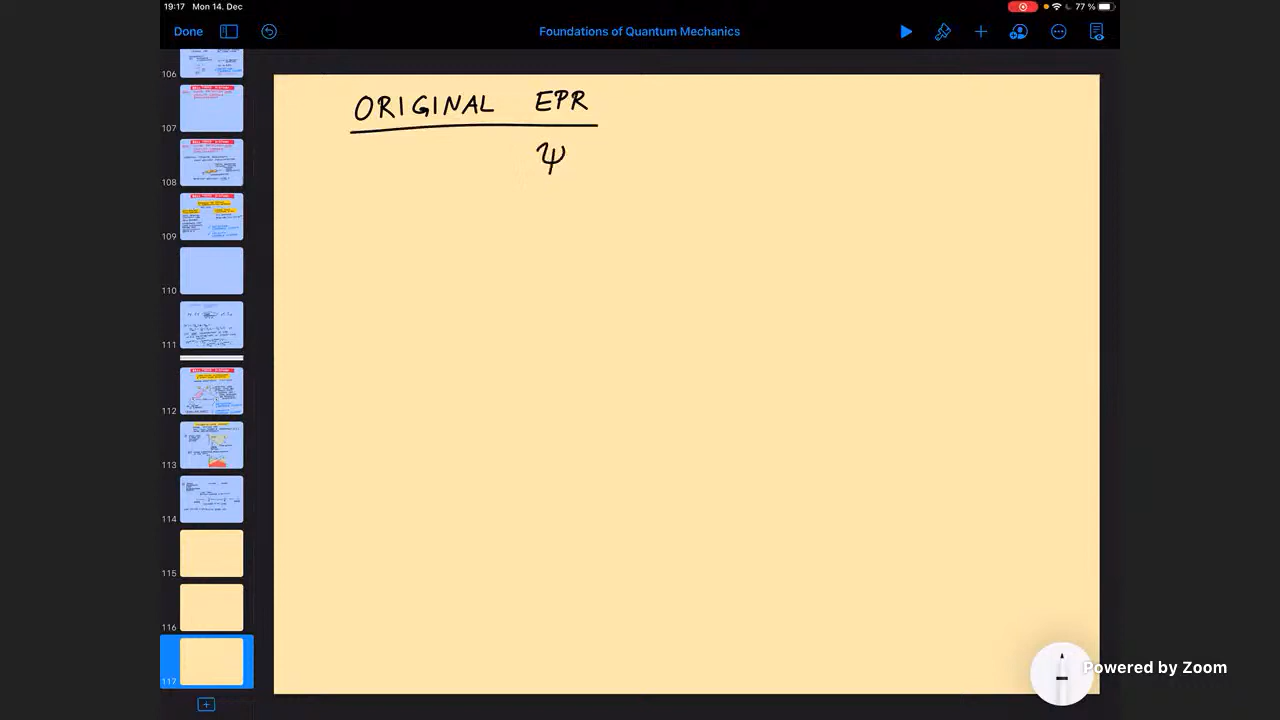 19:17 Mon 14. Dec
77 %
Done
Foundations of Quantum Mechanics
106
107
108
109
110
111
112
113
114
115
116
117
ORIGINAL EPR
ψ
Powered by Zoom